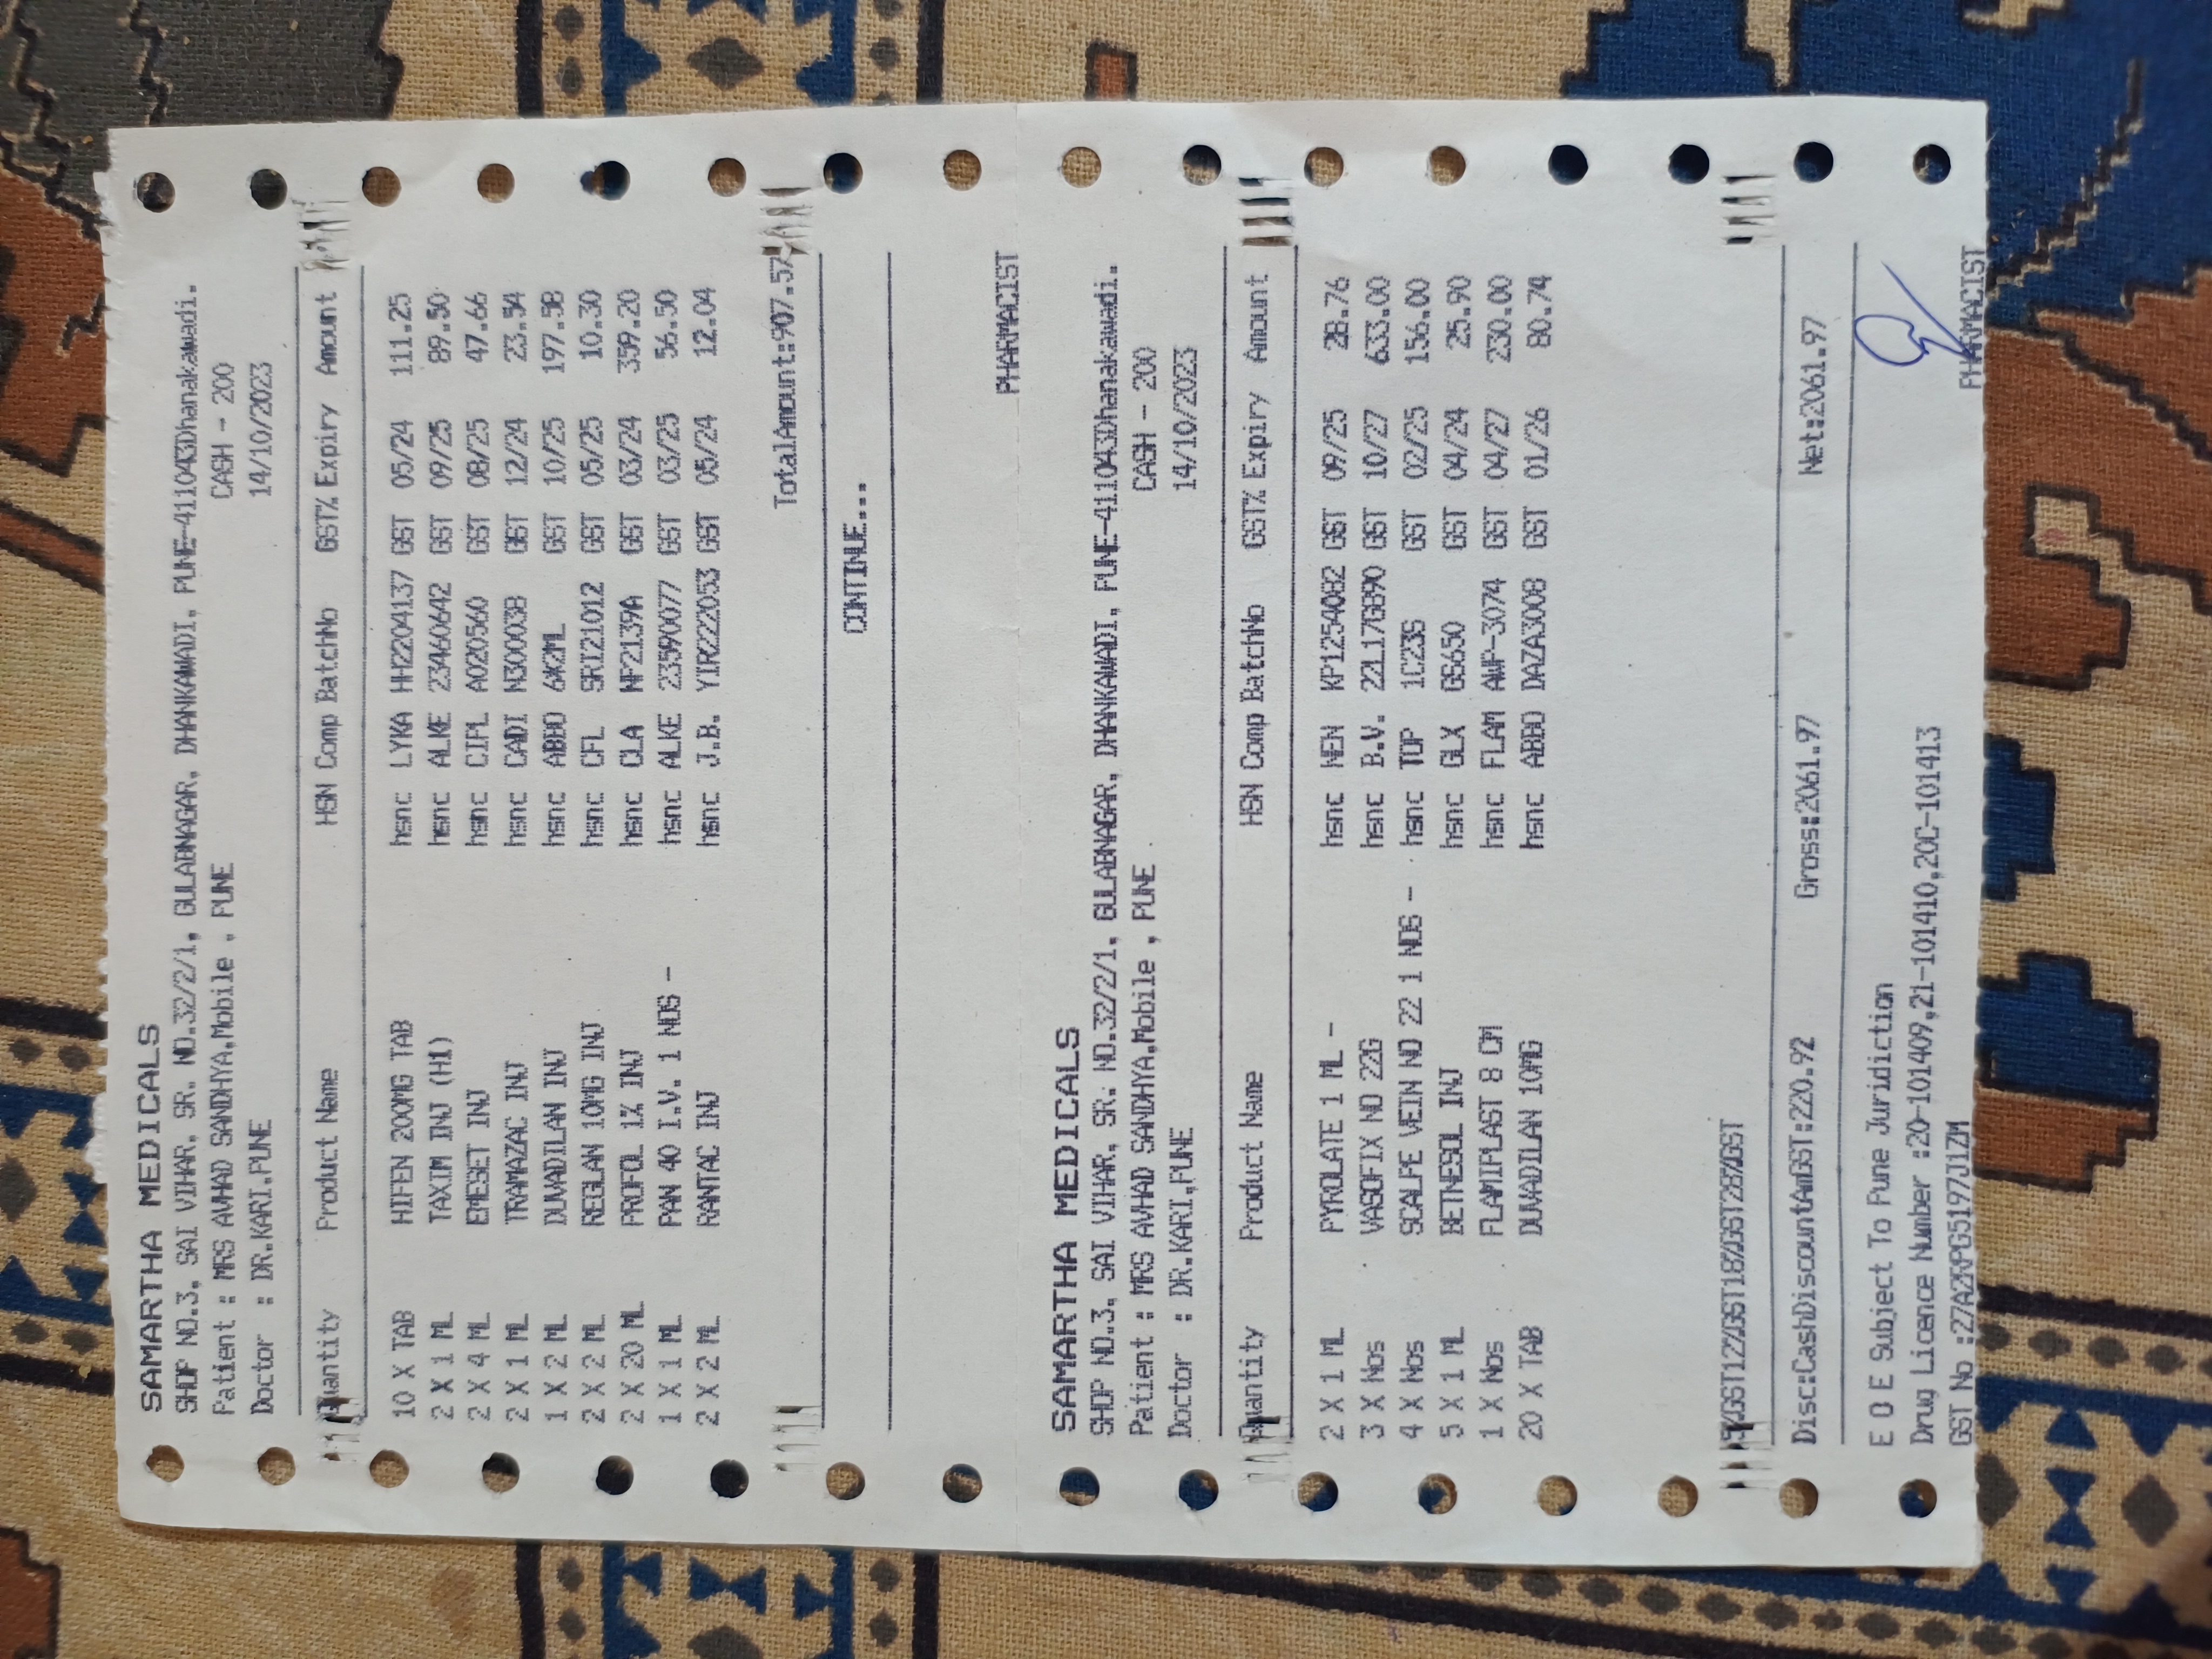 SAMARTHA MEDICALS
SHOP NO.3, SAI VIHAR, SR. NO.32/2/1, GULABNAGAR, DHANKAWADI, PUNE-411043Dhanakawadi.
Patient : MRS AVHAD SANDHYA,Mobile , PUNE CASH - 200
Doctor : DR.KARI,PUNE 14/10/2023
Quantity Product Name HSN Comp BatchNo GST% Expiry Amount
10 X TAB HIFEN 200MG TAB hsnc LYKA HH2204137 GST 05/24 111.25
2 X 1 ML TAXIM INJ (H1) hsnc ALKE 23460642 GST 09/25 89.50
2 X 4 ML EMESET INJ hsnc CIPL AO20560 GST 08/25 47.66
2 X 1 ML TRAMAZAC INJ hsnc CADI N300038 GST 12/24 23.54
1 X 2 ML DUVADILAN INJ hsnc ABBO 6K2ML GST 10/25 197.58
2 X 2 ML REGLAN 10MG INJ hsnc CFL SRI21012 GST 05/25 10.30
2 X 20 ML PROFOL 1% INJ hsnc CLA NP2139A GST 03/24 359.20
1 X 1 ML PAN 40 I.V. 1 NOS - hsnc ALKE 23590077 GST 03/25 56.50
2 X 2 ML RANTAC INJ hsnc J.B. YIR222053 GST 05/24 12.04
TotalAmount:907.57
CONTINUE...
PHARMACIST
SAMARTHA MEDICALS
SHOP NO.3, SAI VIHAR, SR. NO.32/2/1, GULABNAGAR, DHANKAWADI, PUNE-411043Dhanakawadi.
Patient : MRS AVHAD SANDHYA,Mobile , PUNE CASH - 200
Doctor : DR.KARI,PUNE 14/10/2023
Quantity Product Name HSN Comp BatchNo GST% Expiry Amount
2 X 1 ML PYROLATE 1 ML - hsnc NEN KP1254082 GST 09/25 28.76
3 X Nos VASOFIX NO 22G hsnc B.V. 22L17G890 GST 10/27 633.00
4 X Nos SCALPE VEIN NO 22 1 NOS - hsnc TOP 1C23S GST 02/25 156.00
5 X 1 ML BETNESOL INJ hsnc GLX GS650 GST 04/24 25.90
1 X Nos FLAMIPLAST 8 CM hsnc FLAM AWP-3074 GST 04/27 230.00
20 X TAB DUVADILAN 10MG hsnc ABBO DAZA3008 GST 01/26 80.74
5%GST12%GST18%GST28%GST
Disc:CashDiscountAmGST:220.92 Gross:2061.97 Net:2061.97
E O E Subject To Pune Juridiction
Drug Licence Number :20-101409,21-101410,20C-101413
GST No :27AZRPG5197J1ZM PHARMACIST